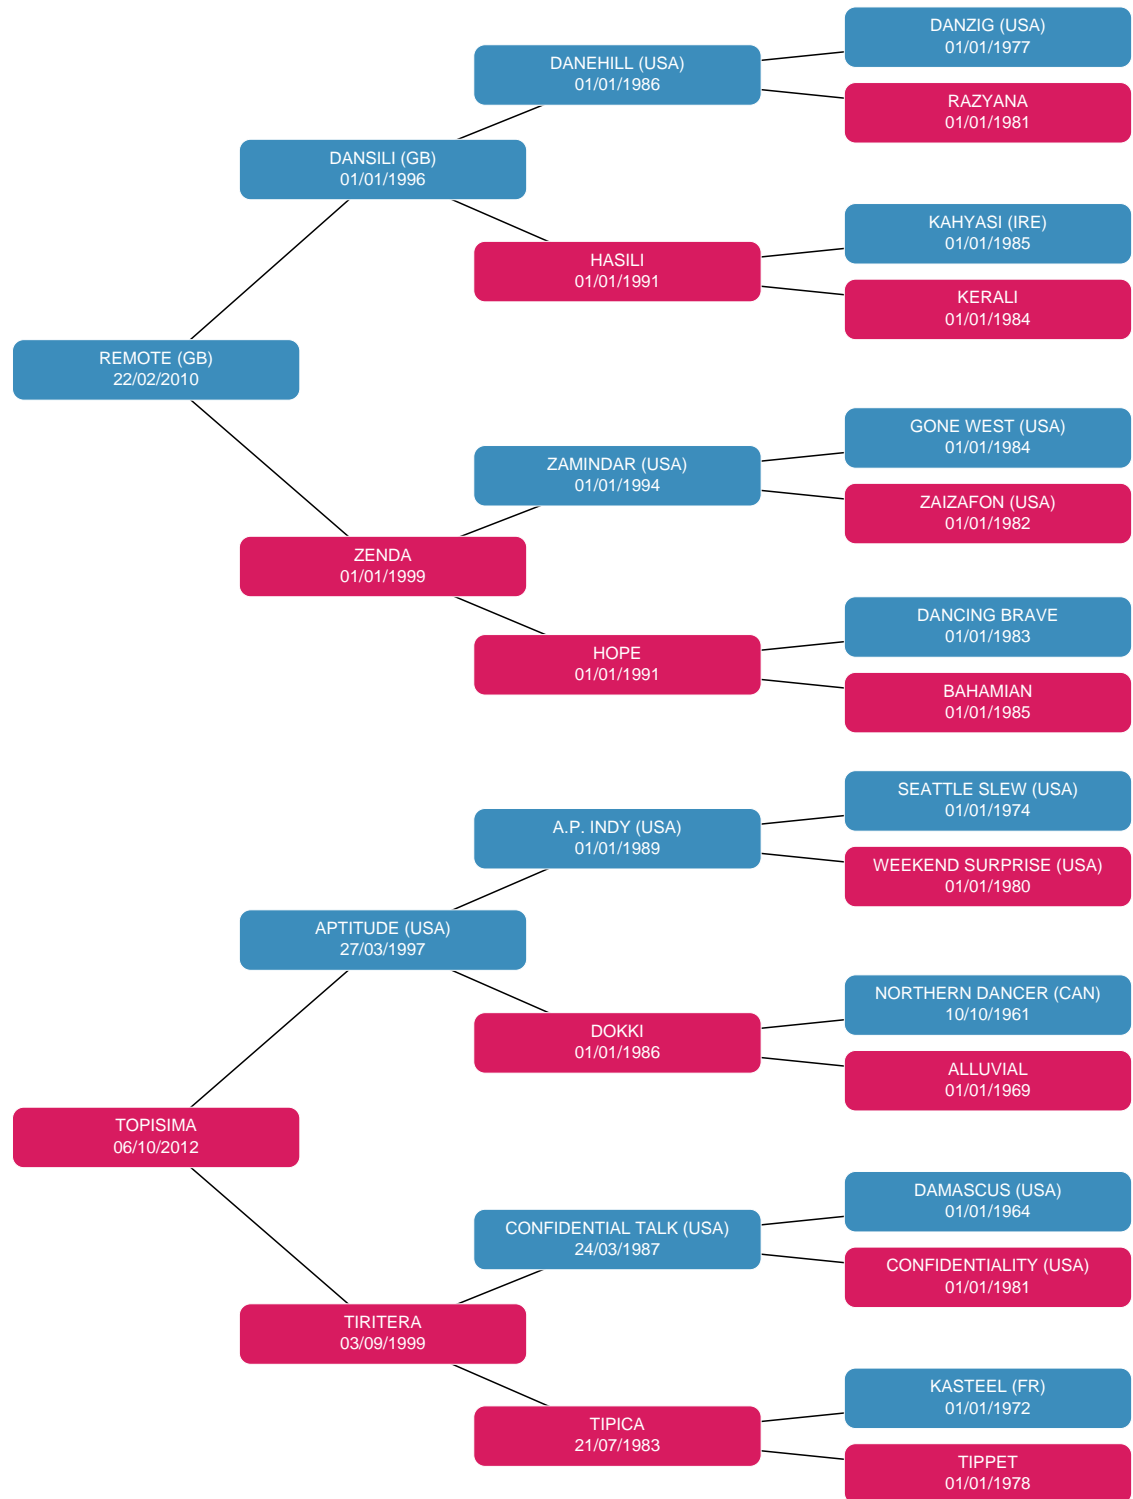 DANZIG (USA)
01/01/1977
DANEHILL (USA)
01/01/1986
RAZYANA
01/01/1981
DANSILI (GB)
01/01/1996
KAHYASI (IRE)
01/01/1985
HASILI
01/01/1991
KERALI
01/01/1984
REMOTE (GB)
22/02/2010
GONE WEST (USA)
01/01/1984
ZAMINDAR (USA)
01/01/1994
ZAIZAFON (USA)
01/01/1982
ZENDA
01/01/1999
DANCING BRAVE
01/01/1983
HOPE
01/01/1991
BAHAMIAN
01/01/1985
SEATTLE SLEW (USA)
01/01/1974
A.P. INDY (USA)
01/01/1989
WEEKEND SURPRISE (USA)
01/01/1980
APTITUDE (USA)
27/03/1997
NORTHERN DANCER (CAN)
10/10/1961
DOKKI
01/01/1986
ALLUVIAL
01/01/1969
TOPISIMA
06/10/2012
DAMASCUS (USA)
01/01/1964
CONFIDENTIAL TALK (USA)
24/03/1987
CONFIDENTIALITY (USA)
01/01/1981
TIRITERA
03/09/1999
KASTEEL (FR)
01/01/1972
TIPICA
21/07/1983
TIPPET
01/01/1978